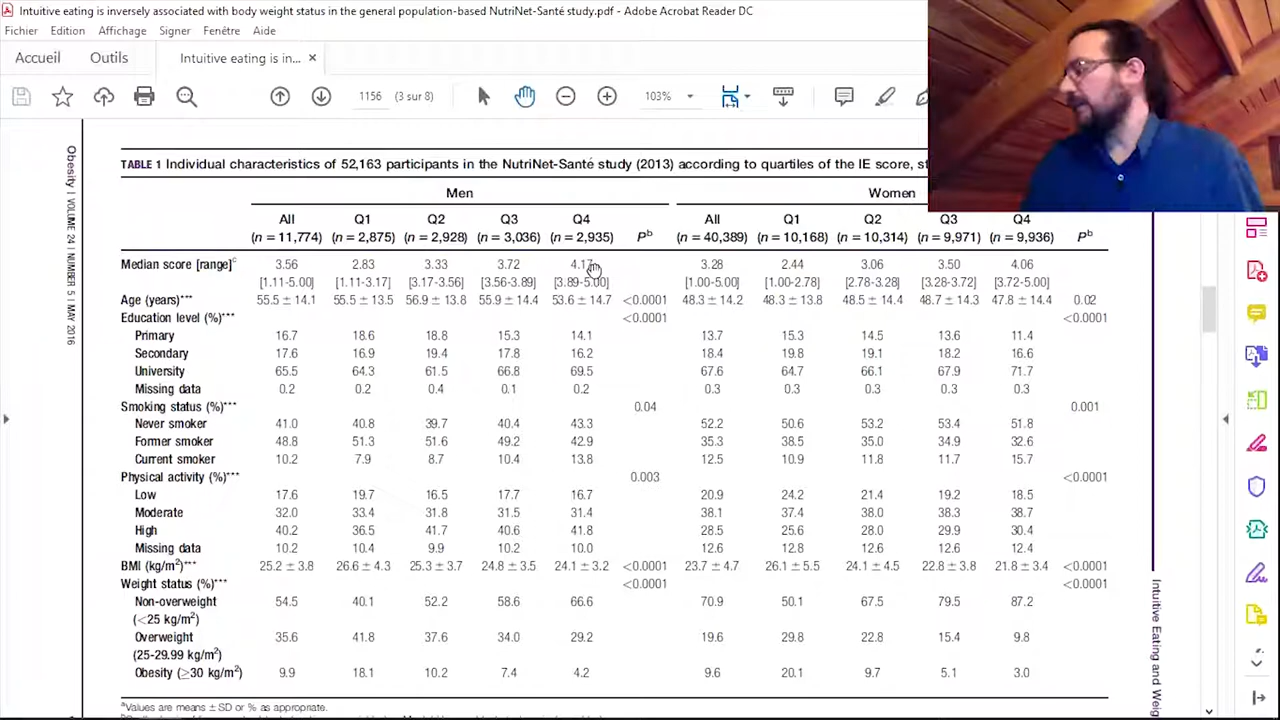 Intuitive eating is inversely associated with body weight status in the general population-based NutriNet-Santé study.pdf - Adobe Acrobat Reader DC
Fichier Edition Affichage Signer Fenêtre Aide
Accueil Outils Intuitive eating is in... ×
1156 (3 sur 8) 103%
Obesity | VOLUME 24 | NUMBER 5 | MAY 2016
TABLE 1 Individual characteristics of 52,163 participants in the NutriNet-Santé study (2013) according to quartiles of the IE score,
Men Women
All Q1 Q2 Q3 Q4 All Q1 Q2 Q3 Q4
(n = 11,774) (n = 2,875) (n = 2,928) (n = 3,036) (n = 2,935) Pb (n = 40,389) (n = 10,168) (n = 10,314) (n = 9,971) (n = 9,936) Pb
Median score [range]c 3.56 2.83 3.33 3.72 4.17 3.28 2.44 3.06 3.50 4.06
[1.11-5.00] [1.11-3.17] [3.17-3.56] [3.56-3.89] [3.89-5.00] [1.00-5.00] [1.00-2.78] [2.78-3.28] [3.28-3.72] [3.72-5.00]
Age (years)*** 55.5 ± 14.1 55.5 ± 13.5 56.9 ± 13.8 55.9 ± 14.4 53.6 ± 14.7 <0.0001 48.3 ± 14.2 48.3 ± 13.8 48.5 ± 14.4 48.7 ± 14.3 47.8 ± 14.4 0.02
Education level (%)*** <0.0001 <0.0001
Primary 16.7 18.6 18.8 15.3 14.1 13.7 15.3 14.5 13.6 11.4
Secondary 17.6 16.9 19.4 17.8 16.2 18.4 19.8 19.1 18.2 16.6
University 65.5 64.3 61.5 66.8 69.5 67.6 64.7 66.1 67.9 71.7
Missing data 0.2 0.2 0.4 0.1 0.2 0.3 0.3 0.3 0.3 0.3
Smoking status (%)*** 0.04 0.001
Never smoker 41.0 40.8 39.7 40.4 43.3 52.2 50.6 53.2 53.4 51.8
Former smoker 48.8 51.3 51.6 49.2 42.9 35.3 38.5 35.0 34.9 32.6
Current smoker 10.2 7.9 8.7 10.4 13.8 12.5 10.9 11.8 11.7 15.7
Physical activity (%)*** 0.003 <0.0001
Low 17.6 19.7 16.5 17.7 16.7 20.9 24.2 21.4 19.2 18.5
Moderate 32.0 33.4 31.8 31.5 31.4 38.1 37.4 38.0 38.3 38.7
High 40.2 36.5 41.7 40.6 41.8 28.5 25.6 28.0 29.9 30.4
Missing data 10.2 10.4 9.9 10.2 10.0 12.6 12.8 12.6 12.6 12.4
BMI (kg/m2)*** 25.2 ± 3.8 26.6 ± 4.3 25.3 ± 3.7 24.8 ± 3.5 24.1 ± 3.2 <0.0001 23.7 ± 4.7 26.1 ± 5.5 24.1 ± 4.5 22.8 ± 3.8 21.8 ± 3.4 <0.0001
Weight status (%)*** <0.0001 <0.0001
Non-overweight 54.5 40.1 52.2 58.6 66.6 70.9 50.1 67.5 79.5 87.2
(<25 kg/m2)
Overweight 35.6 41.8 37.6 34.0 29.2 19.6 29.8 22.8 15.4 9.8
(25-29.99 kg/m2)
Obesity (≥30 kg/m2) 9.9 18.1 10.2 7.4 4.2 9.6 20.1 9.7 5.1 3.0
aValues are means ± SD or % as appropriate.
Intuitive Eating and Weig